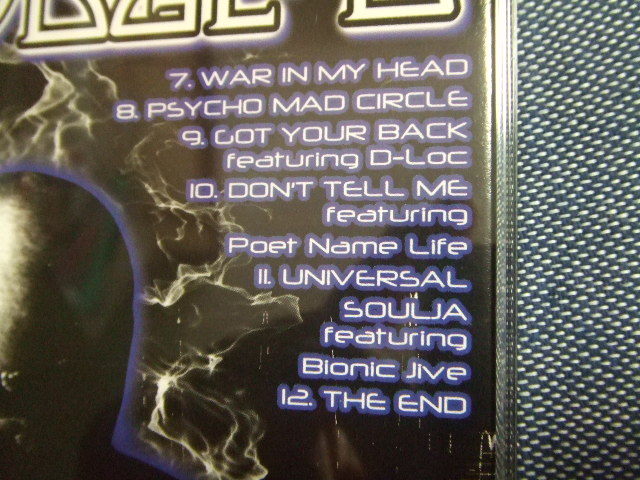 7. WAR IN MY HEAD
8. PSYCHO MAD CIRCLE
9. GOT YOUR BACK
featuring D-Loc
10. DON'T TELL ME
featuring
Poet Name Life
11. UNIVERSAL
SOULJA
featuring
Bionic Jive
12. THE END